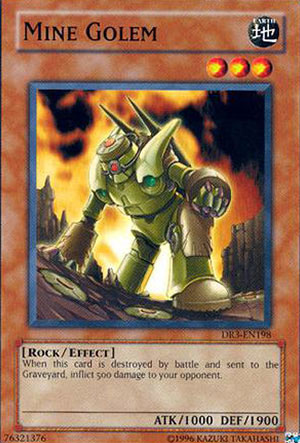 MINE GOLEM
EARTH
地
DR3-EN198
[ROCK/EFFECT]
When this card is destroyed by battle and sent to the
Graveyard, inflict 500 damage to your opponent.
ATK/1000 DEF/1900
76321376
©1996 KAZUKI TAKAHASHI